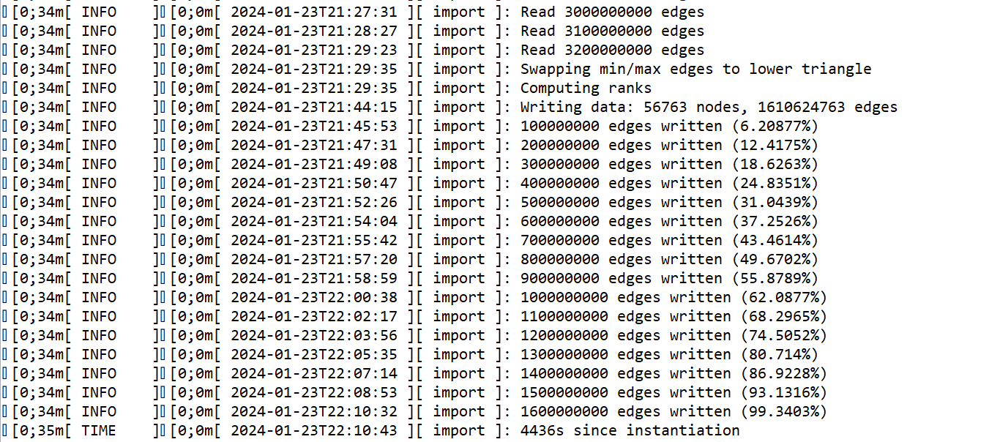 [0;34m[ INFO    ][0;0m[ 2024-01-23T21:27:31 ][ import ]: Read 3000000000 edges
[0;34m[ INFO    ][0;0m[ 2024-01-23T21:28:27 ][ import ]: Read 3100000000 edges
[0;34m[ INFO    ][0;0m[ 2024-01-23T21:29:23 ][ import ]: Read 3200000000 edges
[0;34m[ INFO    ][0;0m[ 2024-01-23T21:29:35 ][ import ]: Swapping min/max edges to lower triangle
[0;34m[ INFO    ][0;0m[ 2024-01-23T21:29:35 ][ import ]: Computing ranks
[0;34m[ INFO    ][0;0m[ 2024-01-23T21:44:15 ][ import ]: Writing data: 56763 nodes, 1610624763 edges
[0;34m[ INFO    ][0;0m[ 2024-01-23T21:45:53 ][ import ]: 100000000 edges written (6.20877%)
[0;34m[ INFO    ][0;0m[ 2024-01-23T21:47:31 ][ import ]: 200000000 edges written (12.4175%)
[0;34m[ INFO    ][0;0m[ 2024-01-23T21:49:08 ][ import ]: 300000000 edges written (18.6263%)
[0;34m[ INFO    ][0;0m[ 2024-01-23T21:50:47 ][ import ]: 400000000 edges written (24.8351%)
[0;34m[ INFO    ][0;0m[ 2024-01-23T21:52:26 ][ import ]: 500000000 edges written (31.0439%)
[0;34m[ INFO    ][0;0m[ 2024-01-23T21:54:04 ][ import ]: 600000000 edges written (37.2526%)
[0;34m[ INFO    ][0;0m[ 2024-01-23T21:55:42 ][ import ]: 700000000 edges written (43.4614%)
[0;34m[ INFO    ][0;0m[ 2024-01-23T21:57:20 ][ import ]: 800000000 edges written (49.6702%)
[0;34m[ INFO    ][0;0m[ 2024-01-23T21:58:59 ][ import ]: 900000000 edges written (55.8789%)
[0;34m[ INFO    ][0;0m[ 2024-01-23T22:00:38 ][ import ]: 1000000000 edges written (62.0877%)
[0;34m[ INFO    ][0;0m[ 2024-01-23T22:02:17 ][ import ]: 1100000000 edges written (68.2965%)
[0;34m[ INFO    ][0;0m[ 2024-01-23T22:03:56 ][ import ]: 1200000000 edges written (74.5052%)
[0;34m[ INFO    ][0;0m[ 2024-01-23T22:05:35 ][ import ]: 1300000000 edges written (80.714%)
[0;34m[ INFO    ][0;0m[ 2024-01-23T22:07:14 ][ import ]: 1400000000 edges written (86.9228%)
[0;34m[ INFO    ][0;0m[ 2024-01-23T22:08:53 ][ import ]: 1500000000 edges written (93.1316%)
[0;34m[ INFO    ][0;0m[ 2024-01-23T22:10:32 ][ import ]: 1600000000 edges written (99.3403%)
[0;35m[ TIME    ][0;0m[ 2024-01-23T22:10:43 ][ import ]: 4436s since instantiation